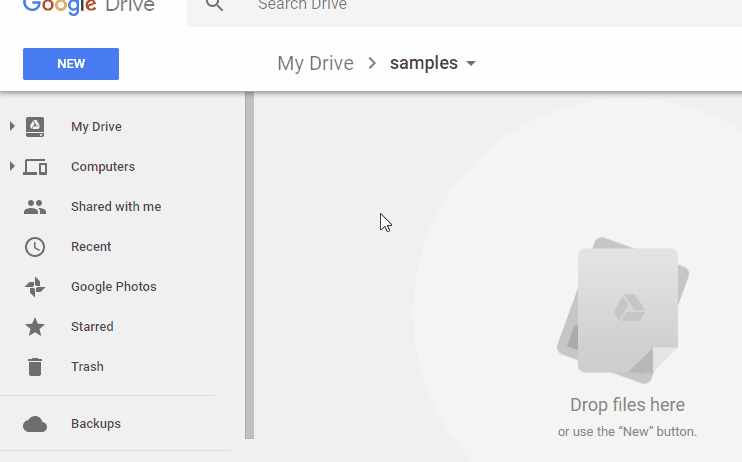 Google Drive
Search Drive
NEW
My Drive > samples
My Drive
Computers
Shared with me
Recent
Google Photos
Starred
Trash
Backups
Drop files here
or use the “New” button.